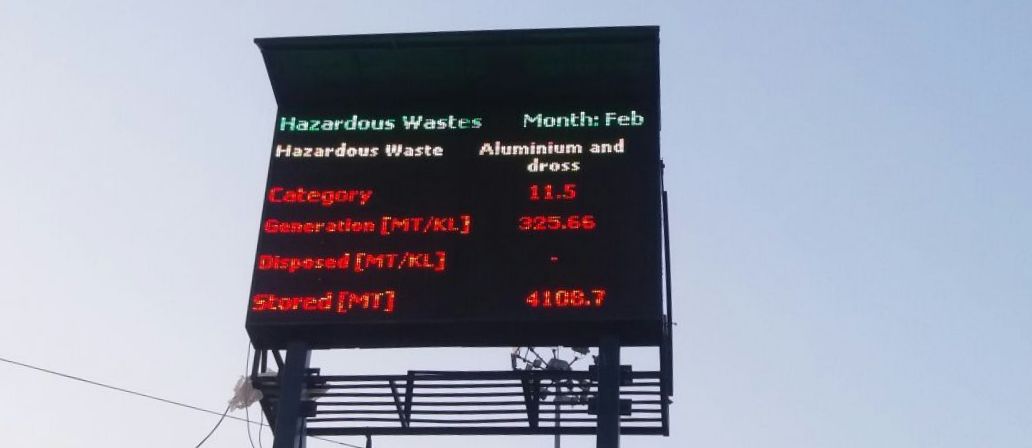 Hazardous Wastes Month: Feb
Hazardous Waste Aluminium and
dross
Category 11.5
Generation [MT/KL] 325.66
Disposed [MT/KL] -
Stored [MT] 4108.7